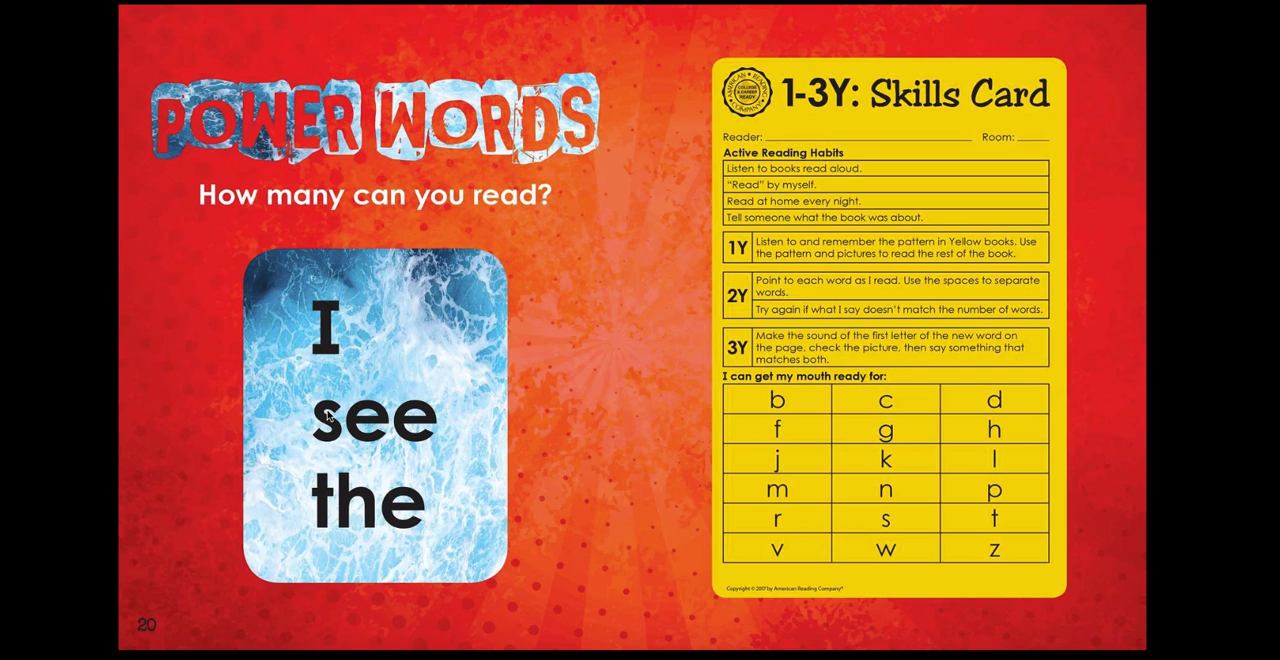 POWER WORDS
How many can you read?
I
see
the
20
AMERICAN READING COMPANY
COLLEGE
& CAREER
READY
1-3Y: Skills Card
Reader: Room:
Active Reading Habits
Listen to books read aloud.
“Read” by myself.
Read at home every night.
Tell someone what the book was about.
1Y Listen to and remember the pattern in Yellow books. Use
the pattern and pictures to read the rest of the book.
2Y Point to each word as I read. Use the spaces to separate
words.
Try again if what I say doesn’t match the number of words.
3Y Make the sound of the first letter of the new word on
the page, check the picture, then say something that
matches both.
I can get my mouth ready for:
b c d
f g h
j k l
m n p
r s t
v w z
Copyright © 2017 by American Reading Company®